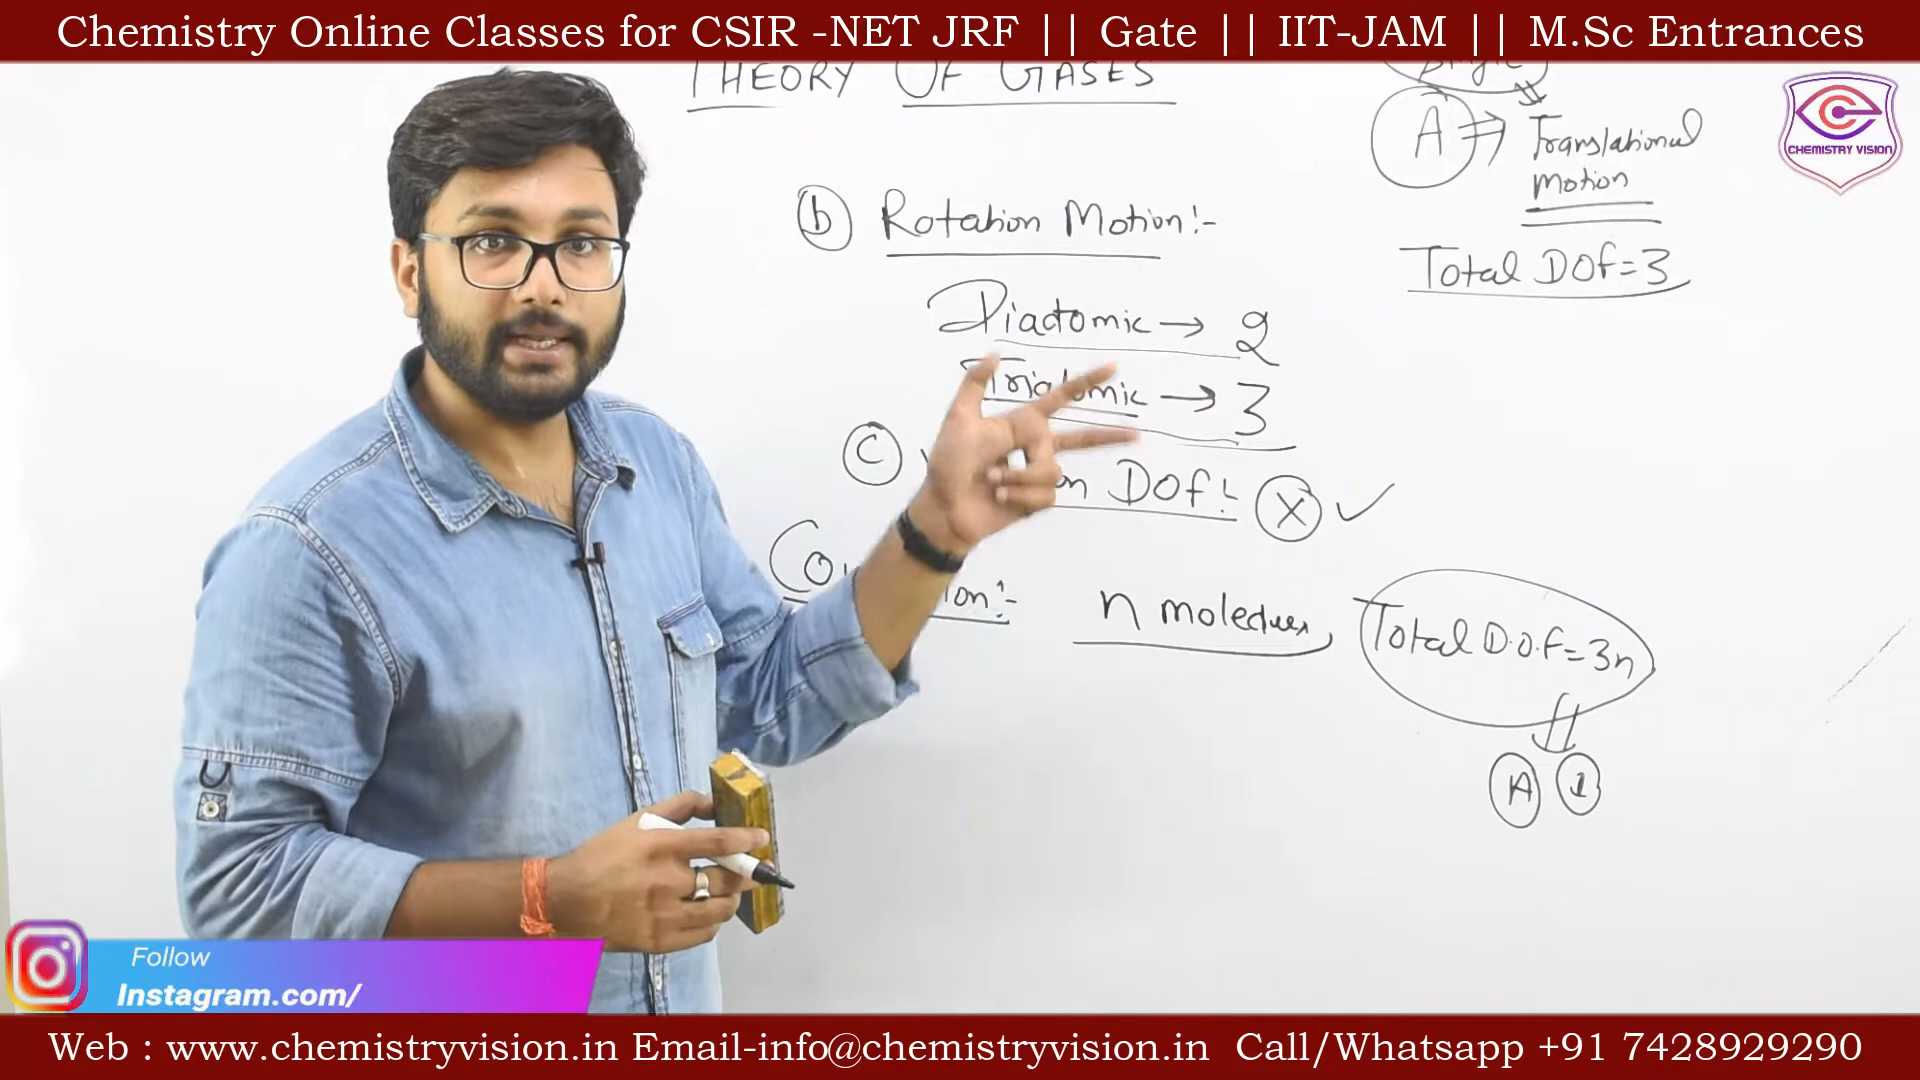 Chemistry Online Classes for CSIR -NET JRF || Gate || IIT-JAM || M.Sc Entrances
THEORY OF GASES
A ⇒ Translational
Motion
Total DOF=3
CHEMISTRY VISION
(b) Rotation Motion:-
Diatomic → 2
Triatomic → 3
(C) DOF: (X) ✓
n molecules, Total D.O.F=3n
A 1
Follow
Instagram.com/
Web : www.chemistryvision.in Email-info@chemistryvision.in Call/Whatsapp +91 7428929290